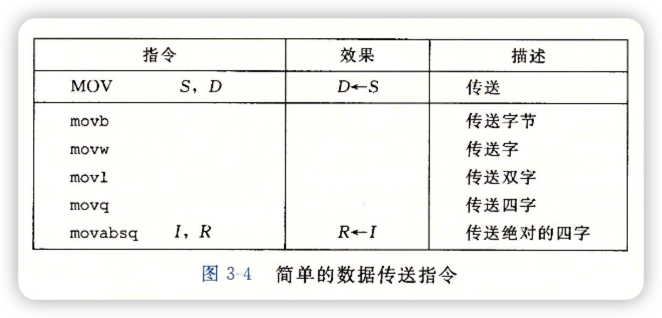 指令 效果 描述
MOV S, D D←S 传送
movb 传送字节
movw 传送字
movl 传送双字
movq 传送四字
movabsq I, R R←I 传送绝对的四字
图 3-4 简单的数据传送指令